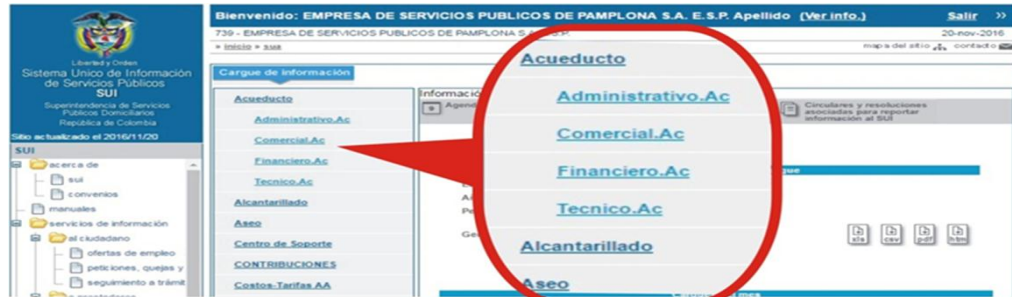 Bienvenido: EMPRESA DE SERVICIOS PUBLICOS DE PAMPLONA S.A. E.S.P. Apellido (Ver info.) Salir »
739 - EMPRESA DE SERVICIOS PUBLICOS DE PAMPLONA S.A. E.S.P. 20-nov-2016
» inicio » sua mapa del sitio contacto
Libertad y Orden
Sistema Unico de Información
de Servicios Públicos
SUI
Superintendencia de Servicios
Públicos Domiciliarios
República de Colombia
Sitio actualizado el 2016/11/20
SUI
acerca de
sui
convenios
manuales
servicios de información
al ciudadano
ofertas de empleo
peticiones, quejas y
seguimiento a trámit
Cargue de información
Acueducto
Administrativo.Ac
Comercial.Ac
Financiero.Ac
Tecnico.Ac
Alcantarillado
Aseo
Centro de Soporte
CONTRIBUCIONES
Costos-Tarifas AA
Acueducto
Administrativo.Ac
Comercial.Ac
Financiero.Ac
Tecnico.Ac
Alcantarillado
Aseo
Circulares y resoluciones
asociadas para reportar
información al SUI
xls csv pdf htm